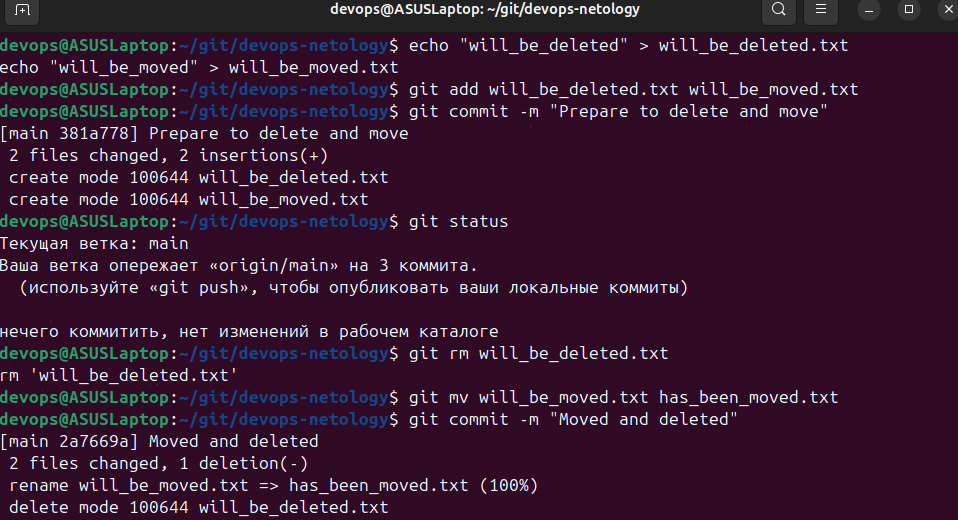 devops@ASUSLaptop: ~/git/devops-netology
devops@ASUSLaptop:~/git/devops-netology$ echo "will_be_deleted" > will_be_deleted.txt
echo "will_be_moved" > will_be_moved.txt
devops@ASUSLaptop:~/git/devops-netology$ git add will_be_deleted.txt will_be_moved.txt
devops@ASUSLaptop:~/git/devops-netology$ git commit -m "Prepare to delete and move"
[main 381a778] Prepare to delete and move
 2 files changed, 2 insertions(+)
 create mode 100644 will_be_deleted.txt
 create mode 100644 will_be_moved.txt
devops@ASUSLaptop:~/git/devops-netology$ git status
Текущая ветка: main
Ваша ветка опережает «origin/main» на 3 коммита.
  (используйте «git push», чтобы опубликовать ваши локальные коммиты)
нечего коммитить, нет изменений в рабочем каталоге
devops@ASUSLaptop:~/git/devops-netology$ git rm will_be_deleted.txt
rm 'will_be_deleted.txt'
devops@ASUSLaptop:~/git/devops-netology$ git mv will_be_moved.txt has_been_moved.txt
devops@ASUSLaptop:~/git/devops-netology$ git commit -m "Moved and deleted"
[main 2a7669a] Moved and deleted
 2 files changed, 1 deletion(-)
 rename will_be_moved.txt => has_been_moved.txt (100%)
 delete mode 100644 will_be_deleted.txt